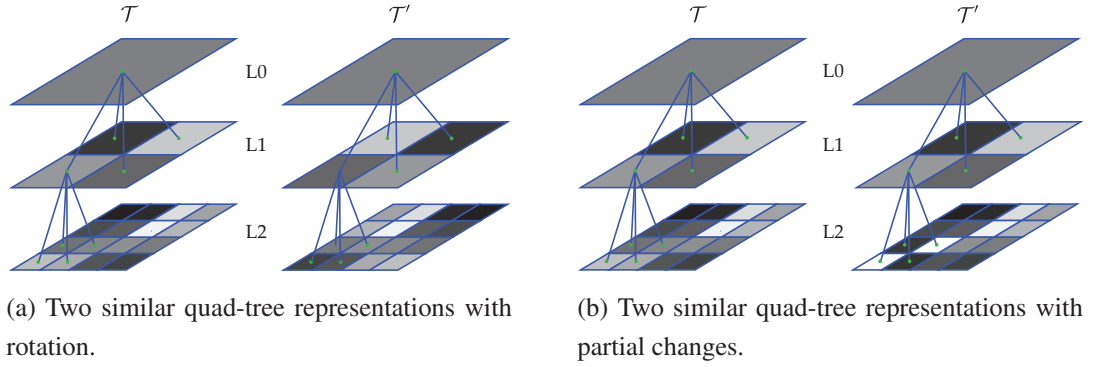 𝒯 𝒯′ 𝒯 𝒯′
L0 L0
L1 L1
L2 L2
(a) Two similar quad-tree representations with
rotation.
(b) Two similar quad-tree representations with
partial changes.